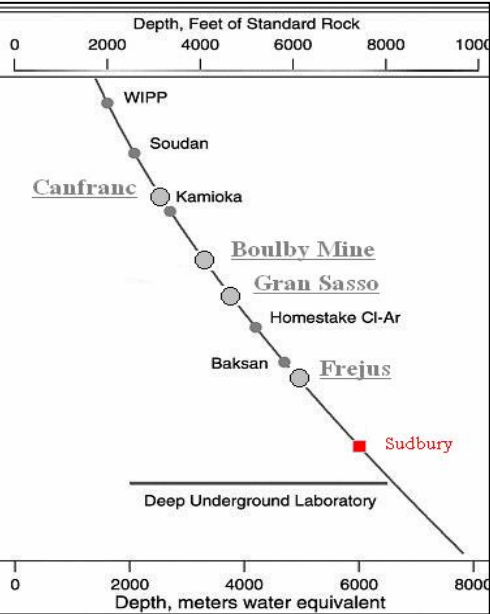 Depth, Feet of Standard Rock
0 2000 4000 6000 8000 1000
WIPP
Soudan
Canfranc
Kamioka
Boulby Mine
Gran Sasso
Homestake Cl-Ar
Baksan
Frejus
Sudbury
Deep Underground Laboratory
0 2000 4000 6000 8000
Depth, meters water equivalent